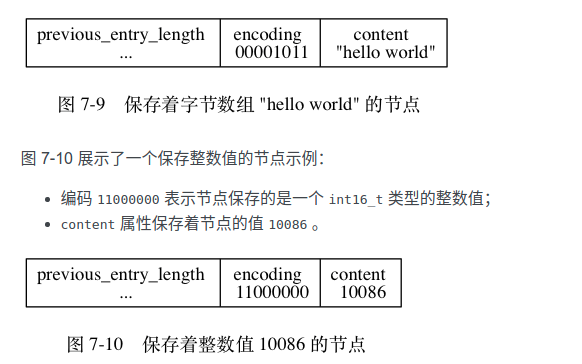 previous_entry_length encoding content
... 00001011 "hello world"
图 7-9 保存着字节数组 "hello world" 的节点
图 7-10 展示了一个保存整数值的节点示例：
• 编码 11000000 表示节点保存的是一个 int16_t 类型的整数值；
• content 属性保存着节点的值 10086 。
previous_entry_length encoding content
... 11000000 10086
图 7-10 保存着整数值 10086 的节点